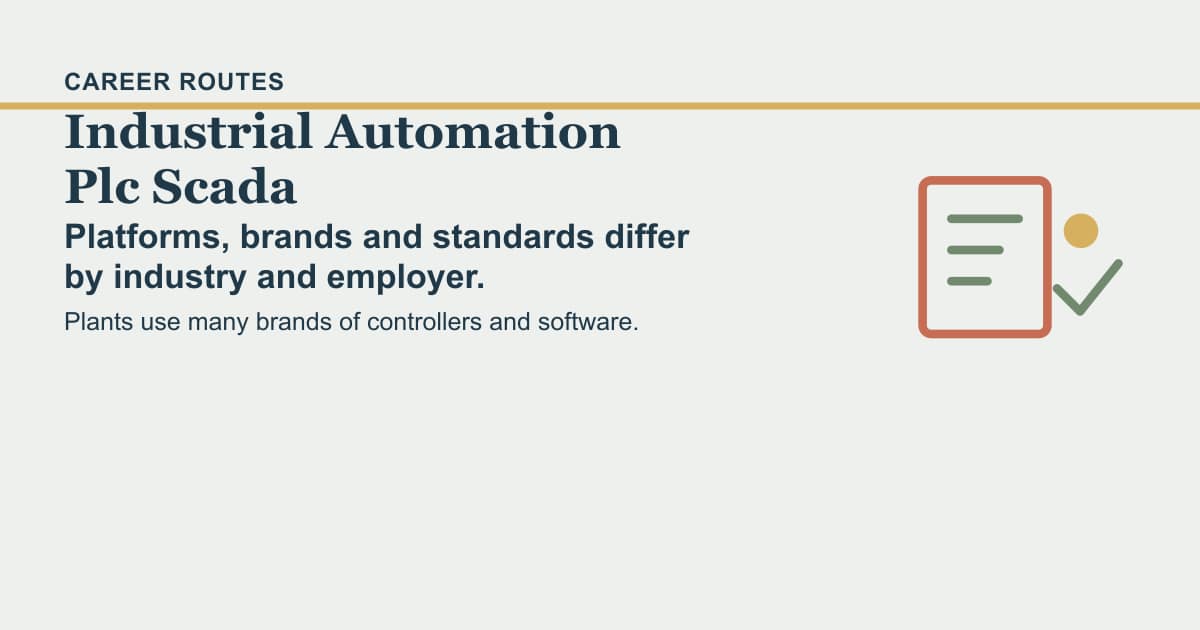 CAREER ROUTES
Industrial Automation
Plc Scada
Platforms, brands and standards differ
by industry and employer.
Plants use many brands of controllers and software.